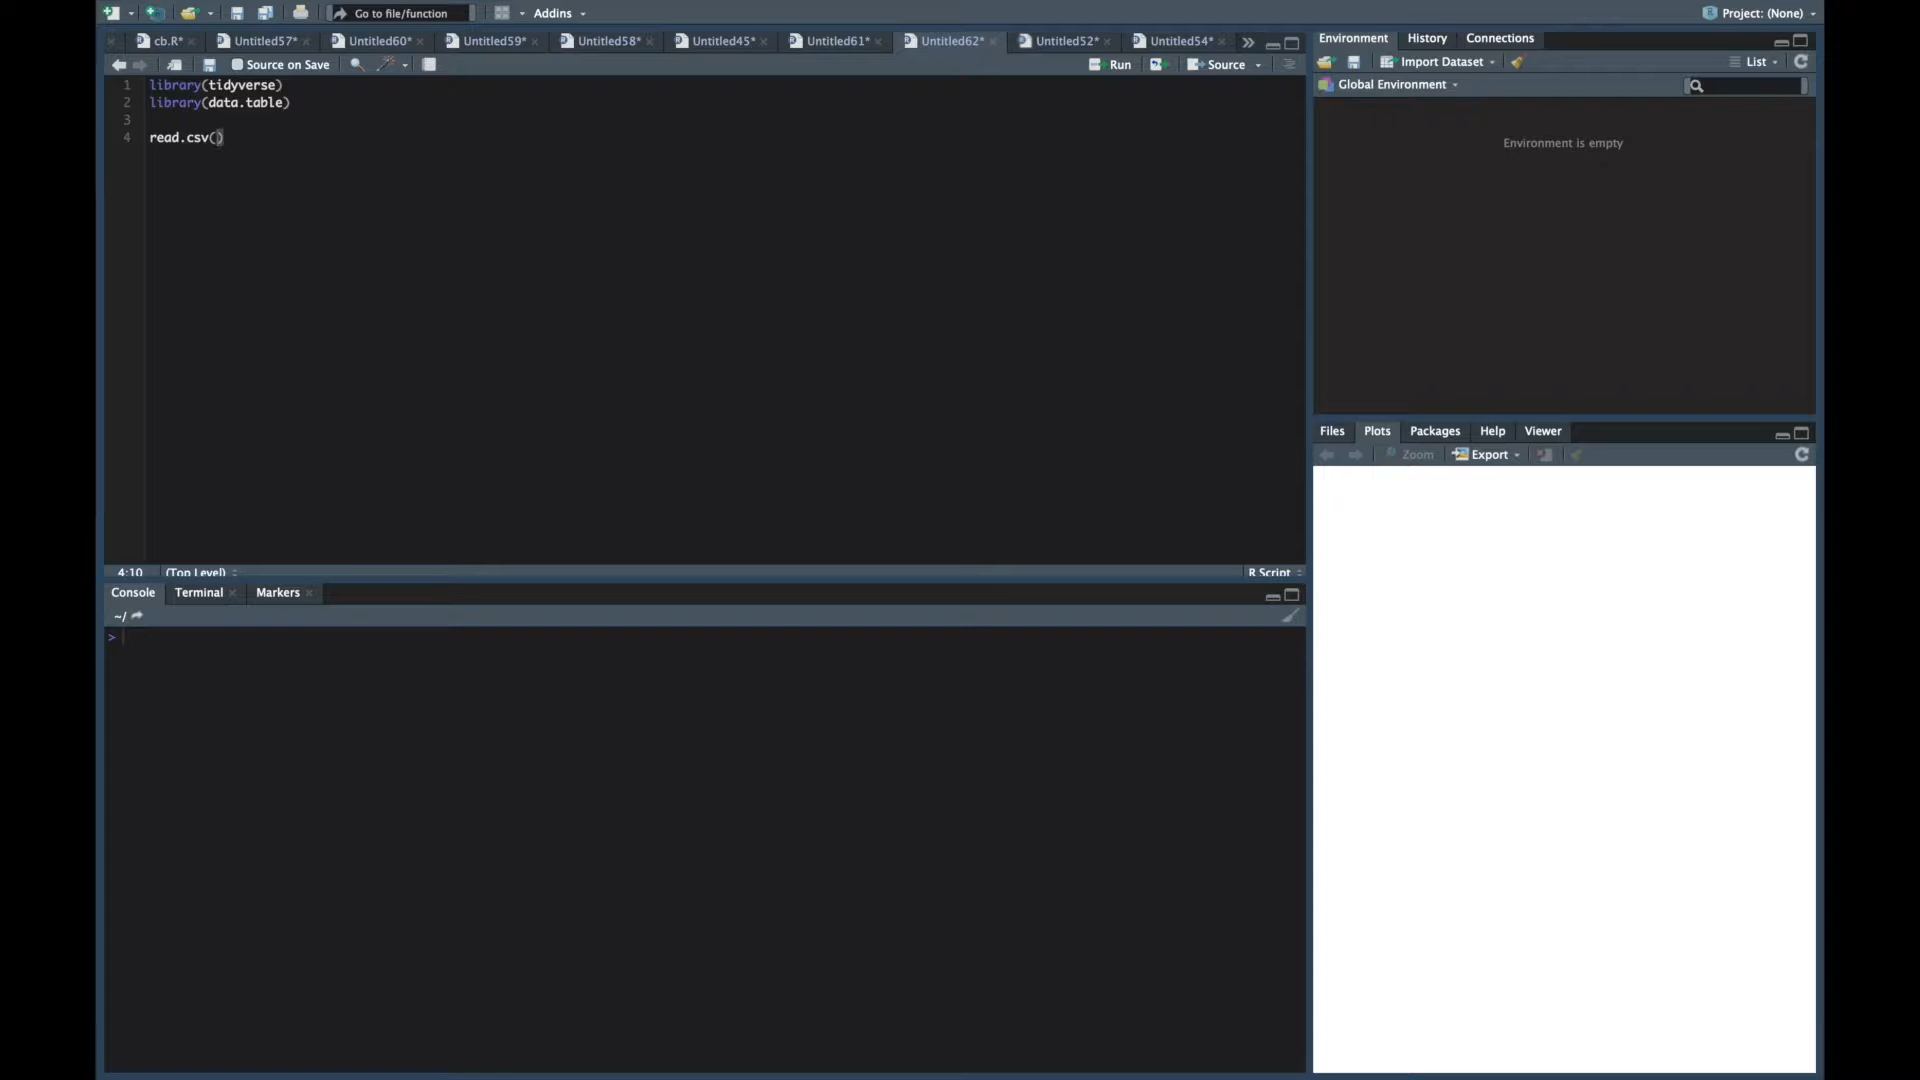 Go to file/function Addins Project: (None)
cb.R* Untitled57* Untitled60* Untitled59* Untitled58* Untitled45* Untitled61* Untitled62* Untitled52* Untitled54*
Source on Save Run Source
1 library(tidyverse)
2 library(data.table)
3
4 read.csv()
4:10 (Top Level) R Script
Console Terminal Markers
~/
>
Environment History Connections
Import Dataset List
Global Environment
Environment is empty
Files Plots Packages Help Viewer
Zoom Export